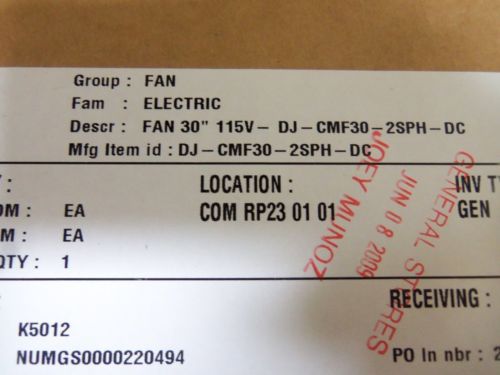 Group : FAN
Fam : ELECTRIC
Descr : FAN 30" 115V- DJ-CMF30-2SPH-DC
Mfg Item id : DJ-CMF30-2SPH-DC
LOCATION : INV T
OM : EA COM RP23 01 01 GEN
M : EA
QTY : 1
GENERAL STORES
JUN 08 2009
JOEY MUNOZ
RECEIVING :
K5012
NUMGS0000220494 PO In nbr : 2